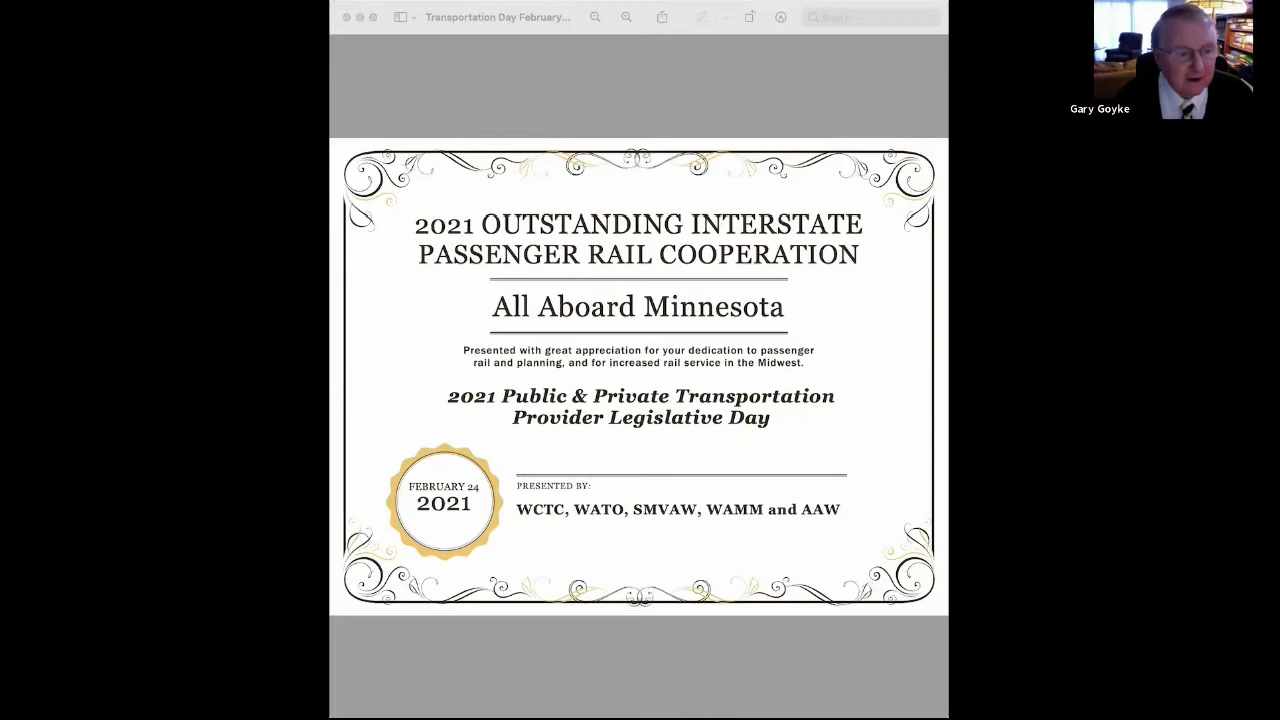 Transportation Day February...
Search
Gary Goyke
2021 OUTSTANDING INTERSTATE
PASSENGER RAIL COOPERATION
All Aboard Minnesota
Presented with great appreciation for your dedication to passenger
rail and planning, and for increased rail service in the Midwest.
2021 Public & Private Transportation
Provider Legislative Day
FEBRUARY 24
2021
PRESENTED BY:
WCTC, WATO, SMVAW, WAMM and AAW